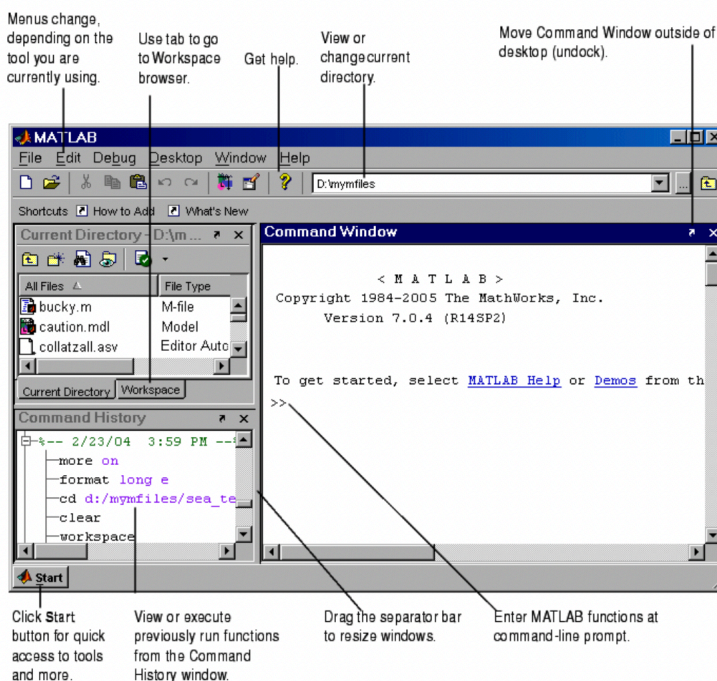 Menus change,
depending on the
tool you are
currently using.
Use tab to go
to Workspace
browser.
Get help.
View or
change current
directory.
Move Command Window outside of
desktop (undock).
MATLAB
File Edit Debug Desktop Window Help
D:\mymfiles
...
Shortcuts How to Add What's New
Current Directory - D:\m...
All Files File Type
bucky.m M-file
caution.mdl Model
collatzall.asv Editor Auto
Current Directory Workspace
Command History
%-- 2/23/04 3:59 PM --%
more on
format long e
cd d:/mymfiles/sea_te
clear
workspace
Command Window
< M A T L A B >
Copyright 1984-2005 The MathWorks, Inc.
Version 7.0.4 (R14SP2)
To get started, select MATLAB Help or Demos from th
>>
Start
Click Start
button for quick
access to tools
and more.
View or execute
previously run functions
from the Command
History window.
Drag the separator bar
to resize windows.
Enter MATLAB functions at
command-line prompt.